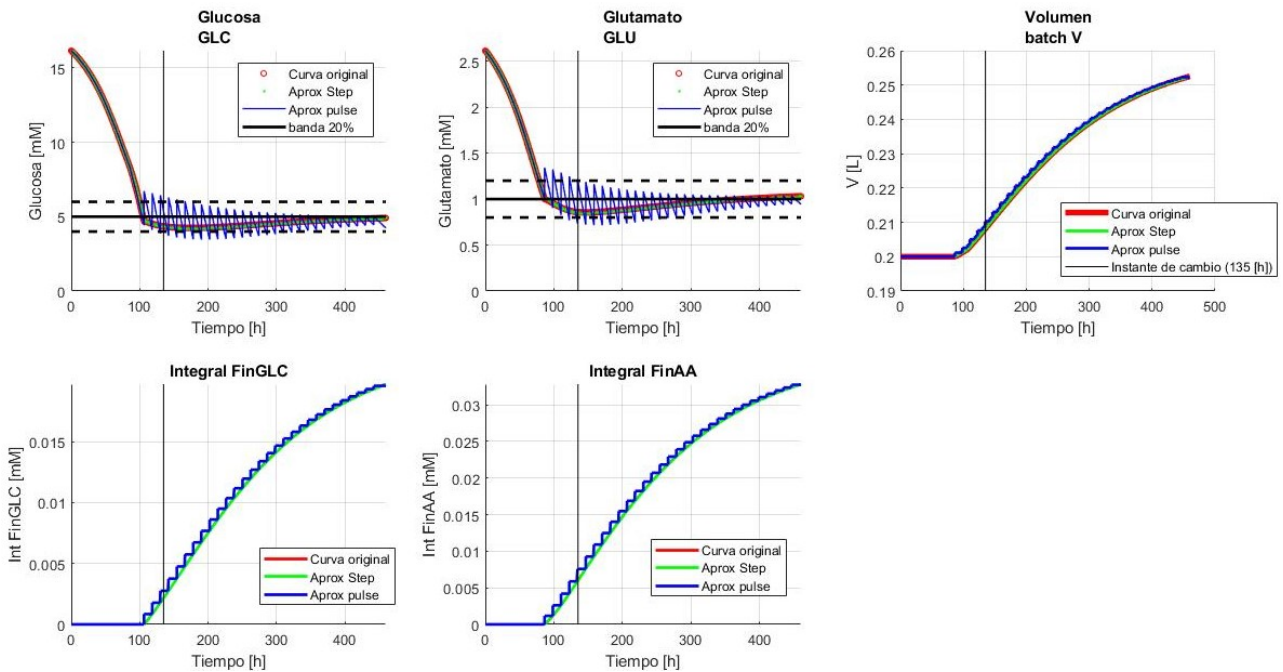 Glucosa
GLC
Glucosa [mM]
15
10
5
0
0
100
200
300
400
Tiempo [h]
Curva original
Aprox Step
Aprox pulse
banda 20%
Glutamato
GLU
Glutamato [mM]
2.5
2
1.5
1
0.5
0
0
100
200
300
400
Tiempo [h]
Curva original
Aprox Step
Aprox pulse
banda 20%
Volumen
batch V
V [L]
0.26
0.25
0.24
0.23
0.22
0.21
0.2
0.19
0
100
200
300
400
500
Tiempo [h]
Curva original
Aprox Step
Aprox pulse
Instante de cambio (135 [h])
Integral FinGLC
Int FinGLC [mM]
0.015
0.01
0.005
0
0
100
200
300
400
Tiempo [h]
Curva original
Aprox Step
Aprox pulse
Integral FinAA
Int FinAA [mM]
0.03
0.025
0.02
0.015
0.01
0.005
0
0
100
200
300
400
Tiempo [h]
Curva original
Aprox Step
Aprox pulse